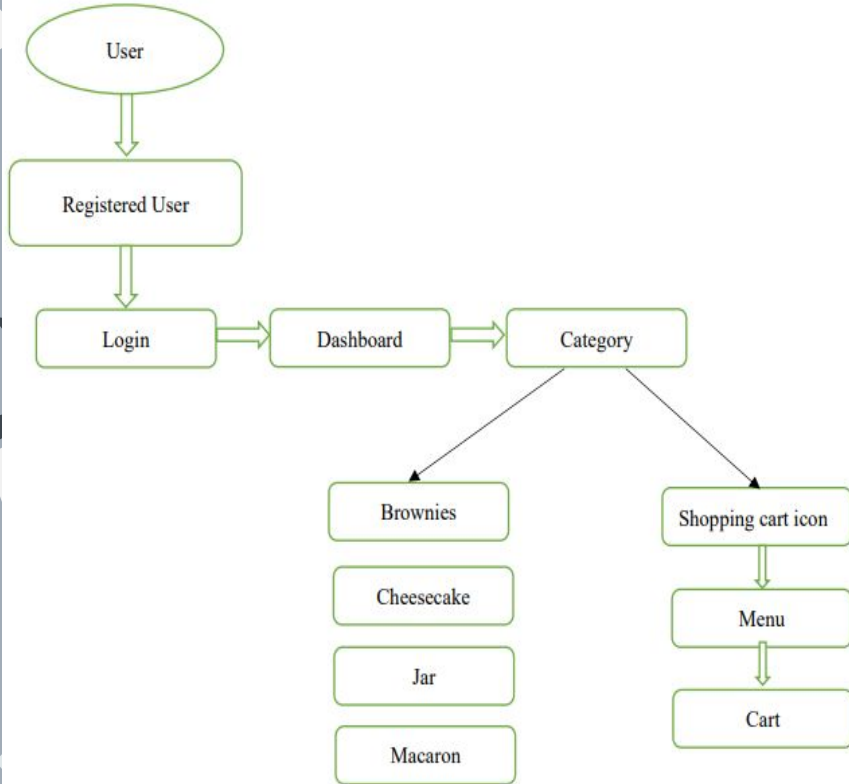 User
Registered User
Login
Dashboard
Category
Brownies
Cheesecake
Jar
Macaron
Shopping cart icon
Menu
Cart